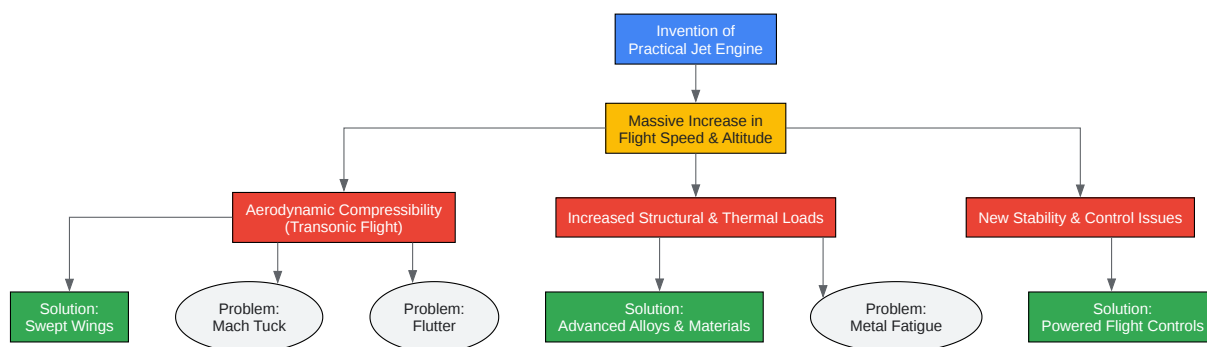 Invention of
Practical Jet Engine
Massive Increase in
Flight Speed & Altitude
Aerodynamic Compressibility
(Transonic Flight)
Increased Structural & Thermal Loads
New Stability & Control Issues
Solution:
Swept Wings
Problem:
Mach Tuck
Problem:
Flutter
Solution:
Advanced Alloys & Materials
Problem:
Metal Fatigue
Solution:
Powered Flight Controls